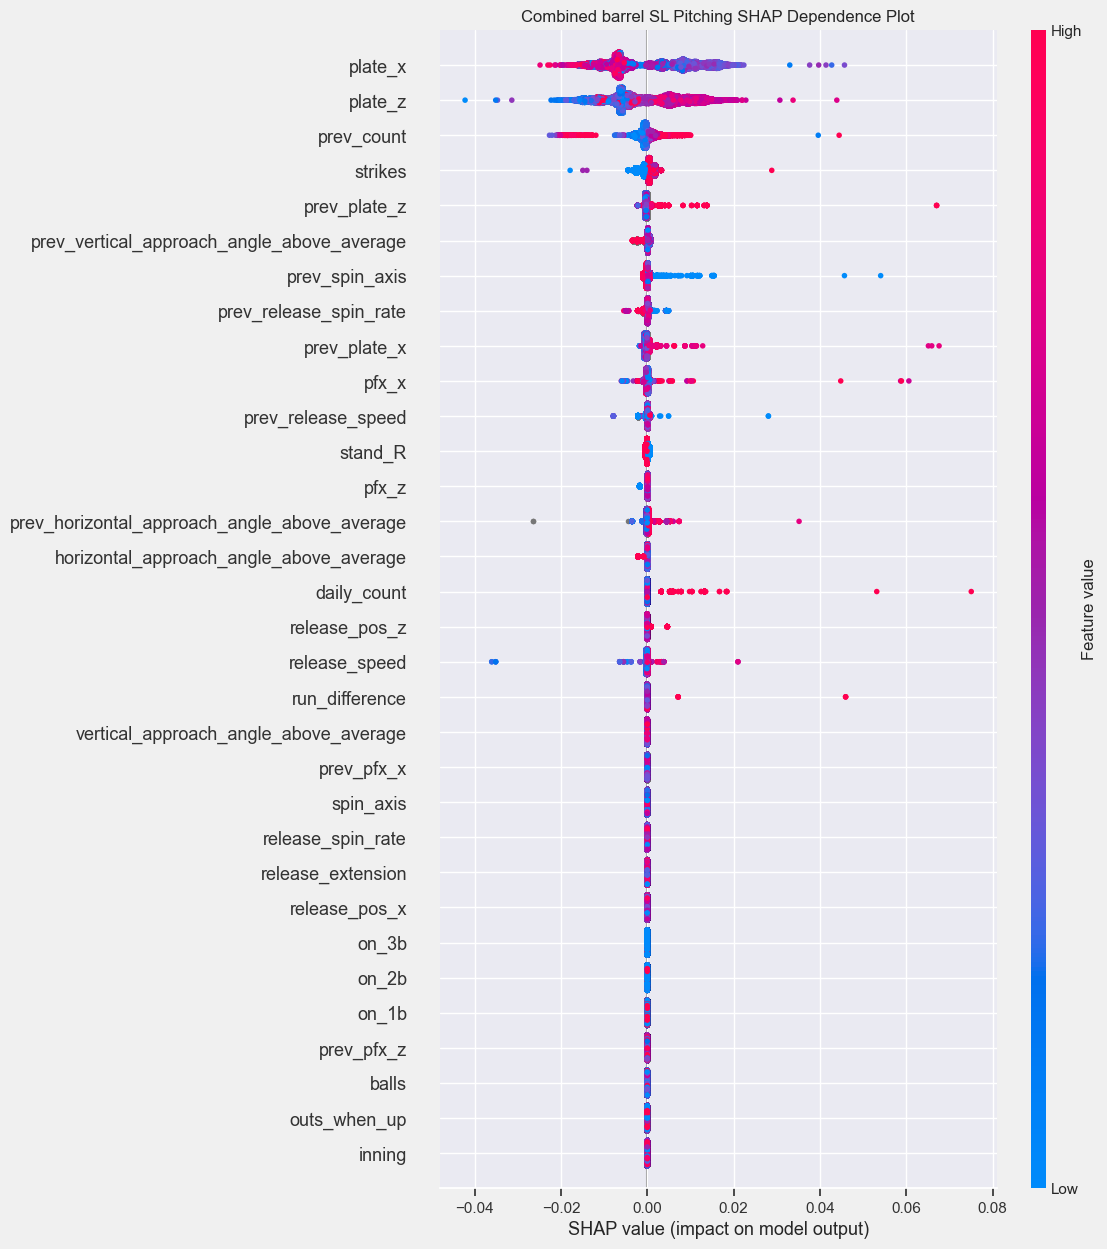 Combined barrel SL Pitching SHAP Dependence Plot
High
plate_x
plate_z
prev_count
strikes
prev_plate_z
prev_vertical_approach_angle_above_average
prev_spin_axis
prev_release_spin_rate
prev_plate_x
pfx_x
prev_release_speed
stand_R
pfx_z
prev_horizontal_approach_angle_above_average
horizontal_approach_angle_above_average
daily_count
release_pos_z
release_speed
run_difference
vertical_approach_angle_above_average
prev_pfx_x
spin_axis
release_spin_rate
release_extension
release_pos_x
on_3b
on_2b
on_1b
prev_pfx_z
balls
outs_when_up
inning
Feature value
Low
−0.04 −0.02 0.00 0.02 0.04 0.06 0.08
SHAP value (impact on model output)